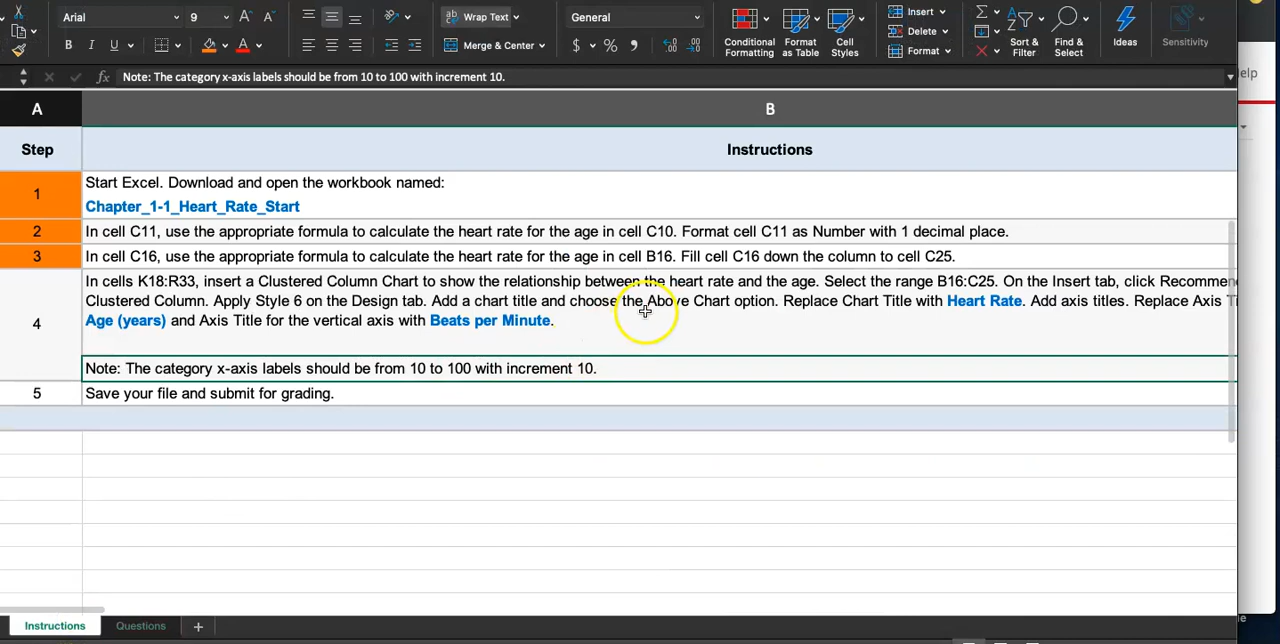 Arial 9 Wrap Text General Insert
Delete
B I U Merge & Center $ % Conditional Formatting Format as Table Cell Styles Format Sort & Filter Find & Select Ideas Sensitivity
fx Note: The category x-axis labels should be from 10 to 100 with increment 10. elp
A B
Step Instructions
1 Start Excel. Download and open the workbook named:
Chapter_1-1_Heart_Rate_Start
2 In cell C11, use the appropriate formula to calculate the heart rate for the age in cell C10. Format cell C11 as Number with 1 decimal place.
3 In cell C16, use the appropriate formula to calculate the heart rate for the age in cell B16. Fill cell C16 down the column to cell C25.
In cells K18:R33, insert a Clustered Column Chart to show the relationship between the heart rate and the age. Select the range B16:C25. On the Insert tab, click Recommen
Clustered Column. Apply Style 6 on the Design tab. Add a chart title and choose the Above Chart option. Replace Chart Title with Heart Rate. Add axis titles. Replace Axis Ti
4 Age (years) and Axis Title for the vertical axis with Beats per Minute.
Note: The category x-axis labels should be from 10 to 100 with increment 10.
5 Save your file and submit for grading.
Instructions Questions +